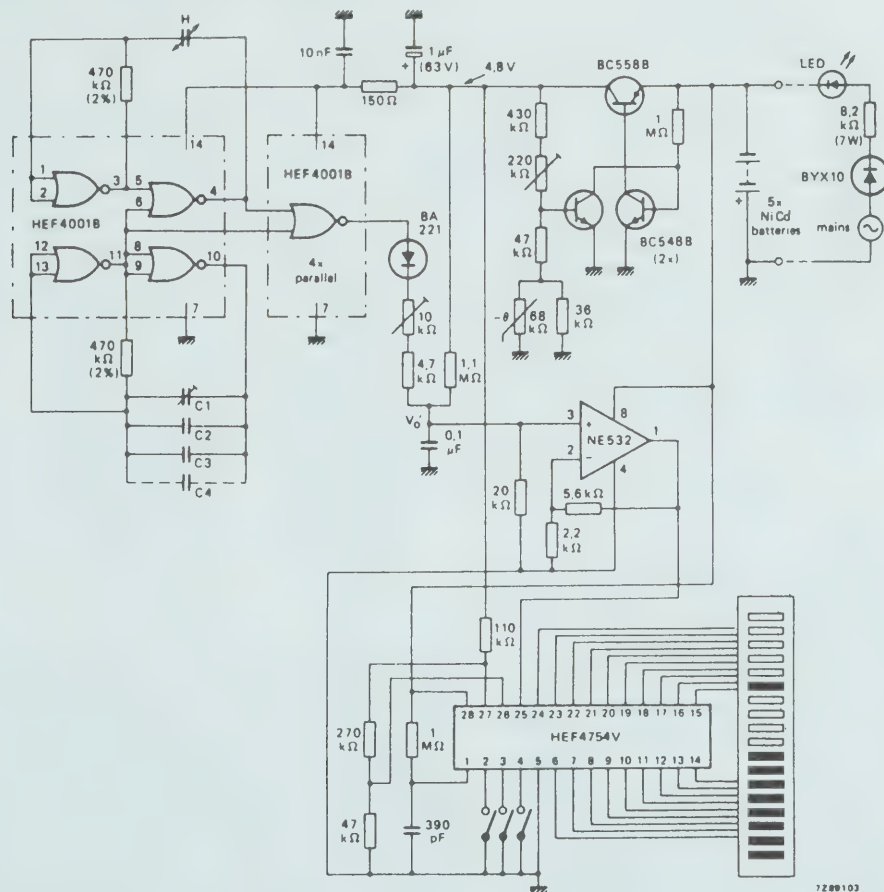 H
470
kΩ
(2%)
10 nF
1 µF
+ (63 V)
4,8 V
150 Ω
BC558B
LED
8,2
kΩ
(7W)
BYX10
mains
1
MΩ
430
kΩ
220
kΩ
47
kΩ
BC548B
(2x)
5x
NiCd
batteries
+
-θ
68
kΩ
36
kΩ
14
14
1
2
3
5
6
4
HEF4001B
12
13
11
8
9
10
7
HEF4001B
4x
parallel
7
BA
221
10
kΩ
4,7
kΩ
1,1
MΩ
Vo
0,1
µF
470
kΩ
(2%)
C1
C2
C3
C4
3
+
2
−
NE532
8
4
1
20
kΩ
5,6 kΩ
2,2
kΩ
110
kΩ
270
kΩ
1
MΩ
47
kΩ
390
pF
28 27 26 25 24 23 22 21 20 19 18 17 16 15
HEF4754V
1 2 3 4 5 6 7 8 9 10 11 12 13 14
7Z89103